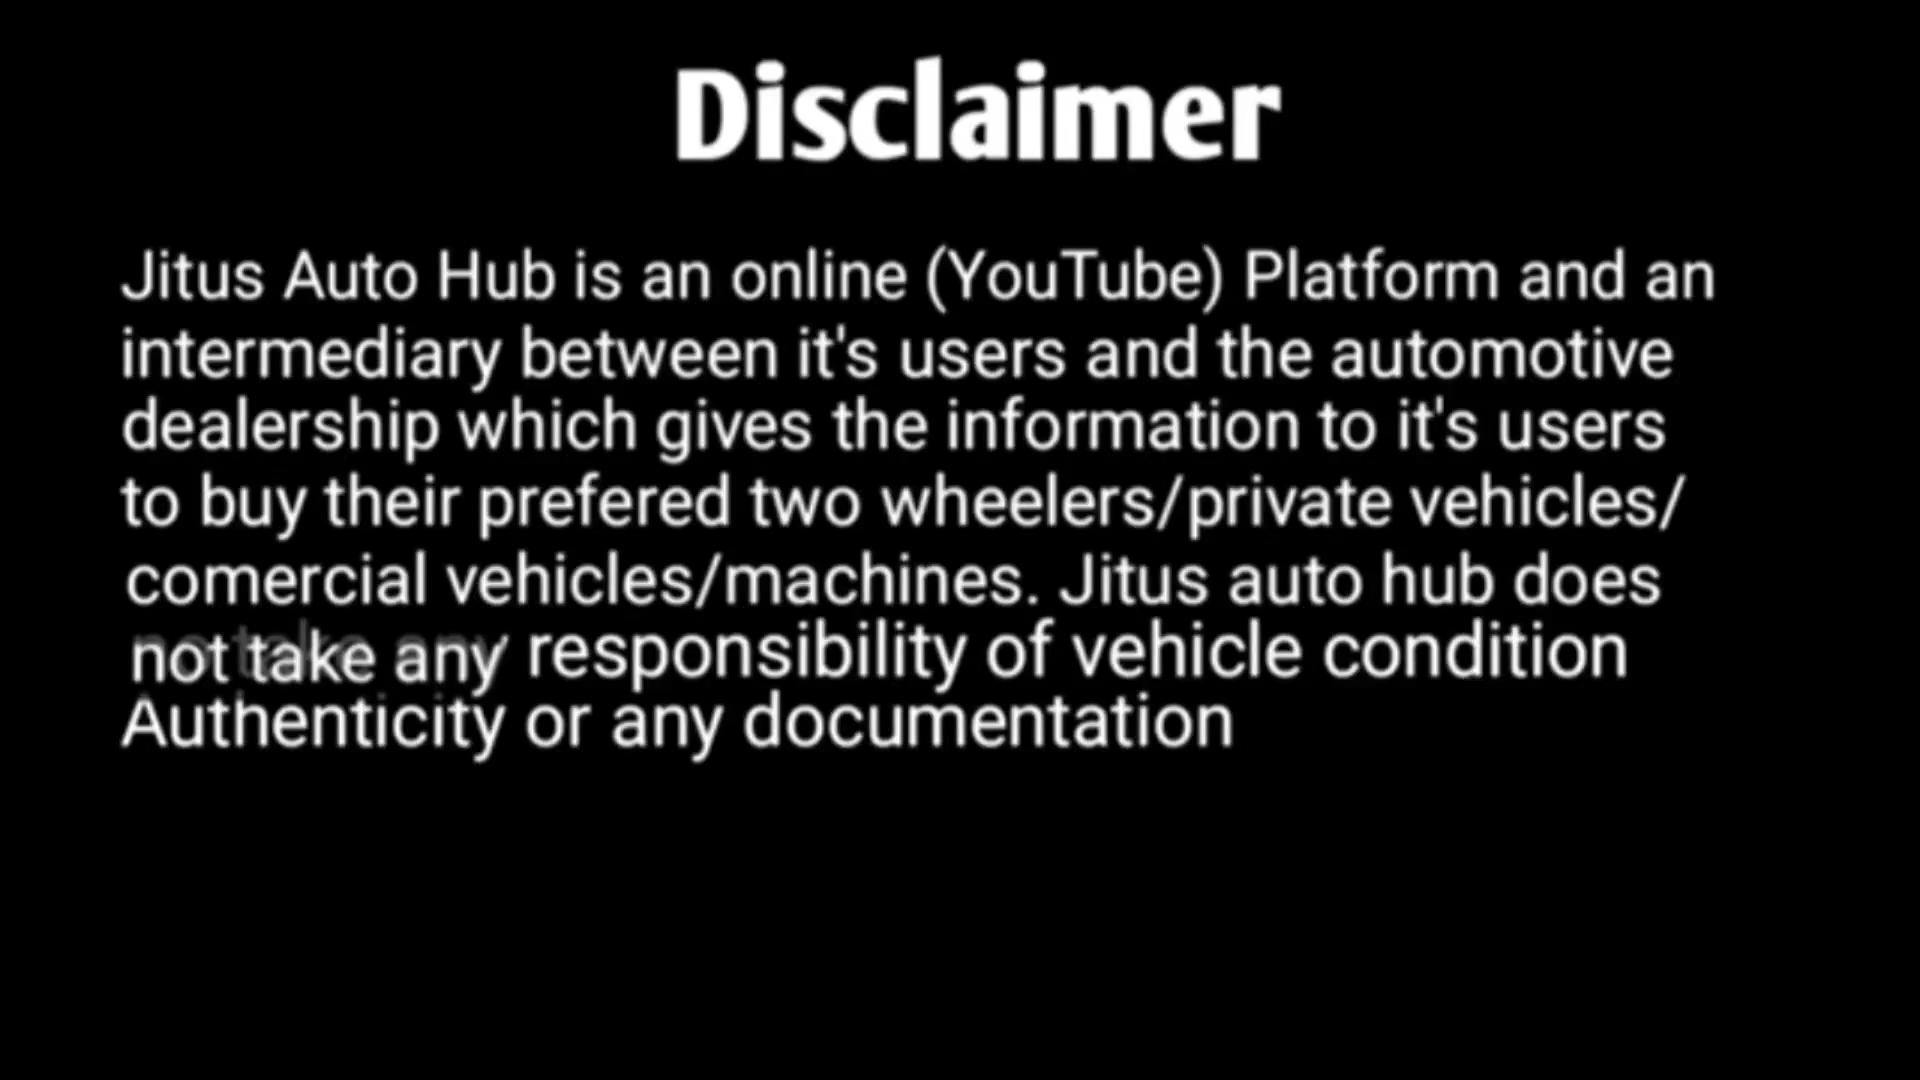 Disclaimer
Jitus Auto Hub is an online (YouTube) Platform and an
intermediary between it's users and the automotive
dealership which gives the information to it's users
to buy their prefered two wheelers/private vehicles/
comercial vehicles/machines. Jitus auto hub does
not take any responsibility of vehicle condition
Authenticity or any documentation